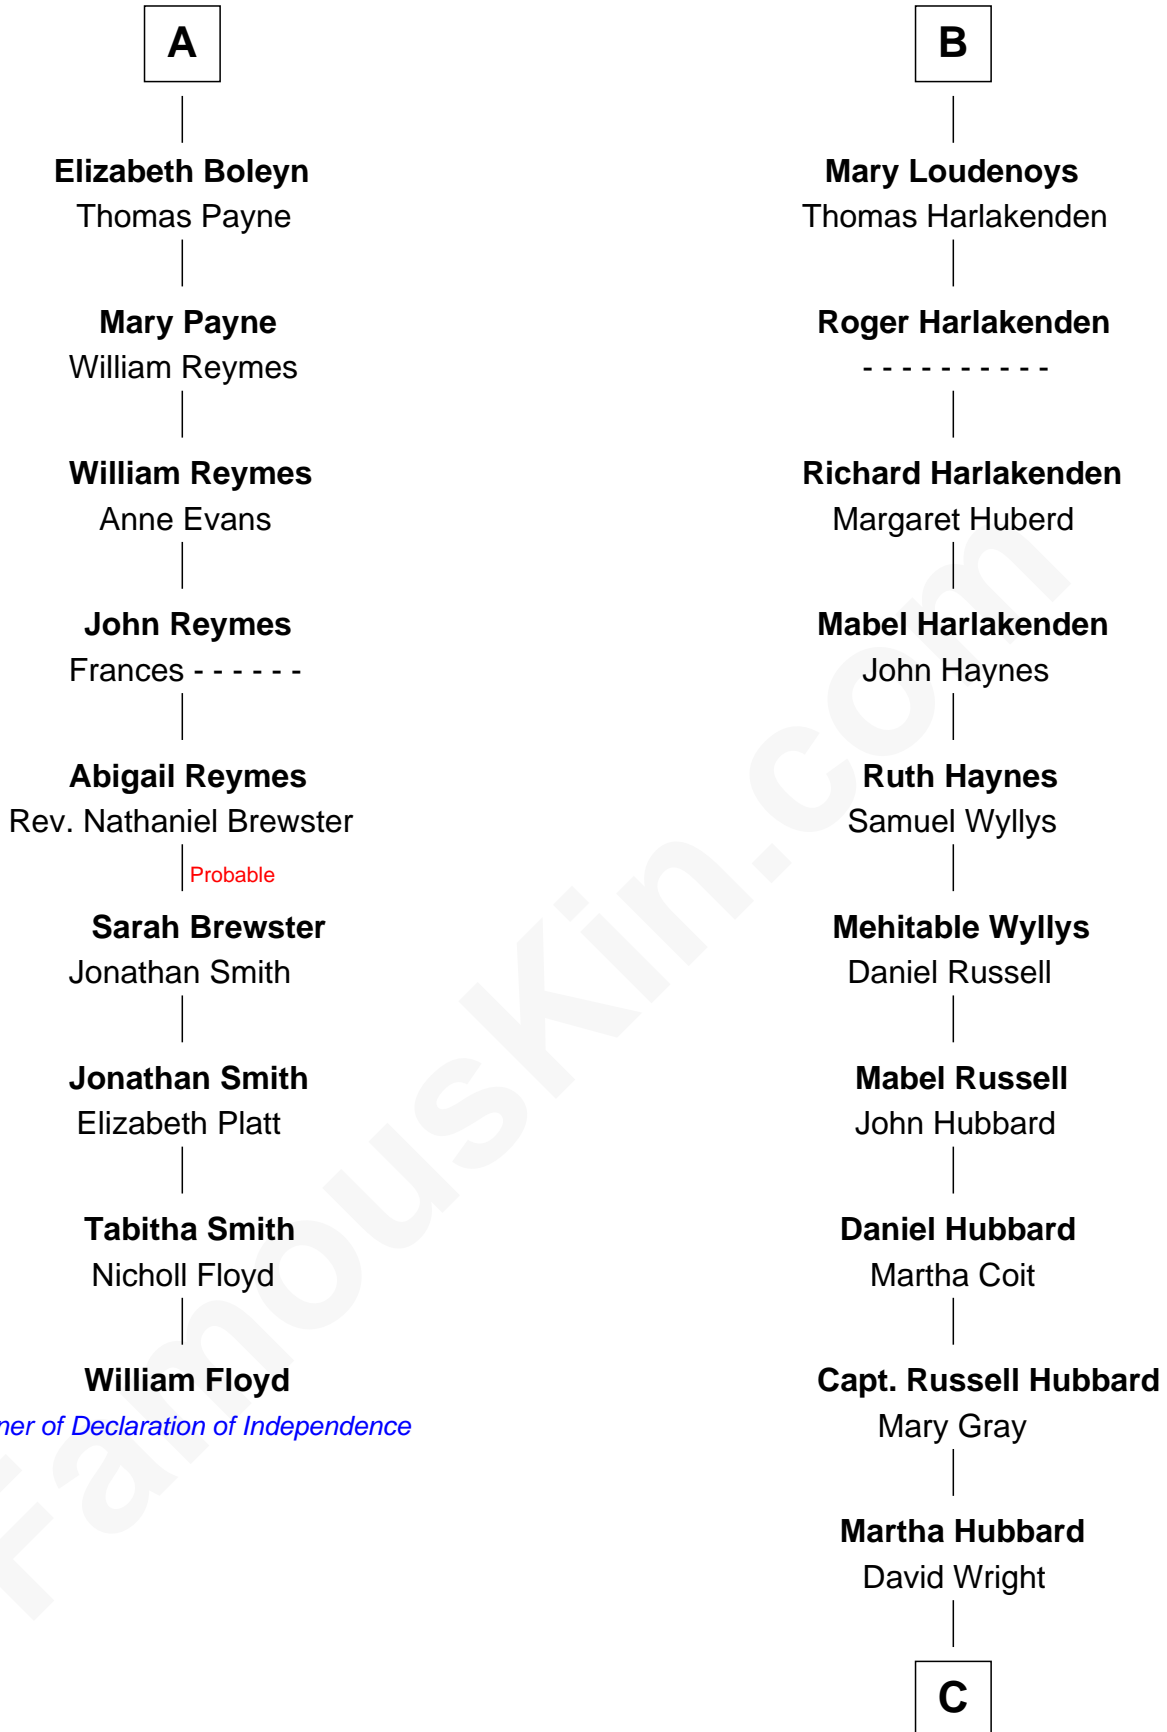 A
Elizabeth Boleyn
Thomas Payne
Mary Payne
William Reymes
William Reymes
Anne Evans
John Reymes
Frances - - - - - -
Abigail Reymes
Rev. Nathaniel Brewster
Probable
Sarah Brewster
Jonathan Smith
Jonathan Smith
Elizabeth Platt
Tabitha Smith
Nicholl Floyd
William Floyd
ner of Declaration of Independence
B
Mary Loudenoys
Thomas Harlakenden
Roger Harlakenden
- - - - - - - - - -
Richard Harlakenden
Margaret Huberd
Mabel Harlakenden
John Haynes
Ruth Haynes
Samuel Wyllys
Mehitable Wyllys
Daniel Russell
Mabel Russell
John Hubbard
Daniel Hubbard
Martha Coit
Capt. Russell Hubbard
Mary Gray
Martha Hubbard
David Wright
C
FamousKin.com